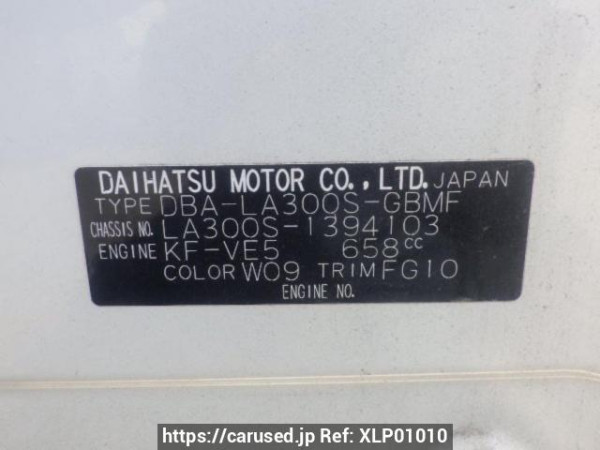 DAIHATSU MOTOR CO., LTD. JAPAN
TYPE DBA-LA300S-GBMF
CHASSIS NO. LA300S-1394103
ENGINE KF-VE5 658CC
COLOR W09 TRIM FG10
ENGINE NO.
https://carused.jp Ref: XLP01010